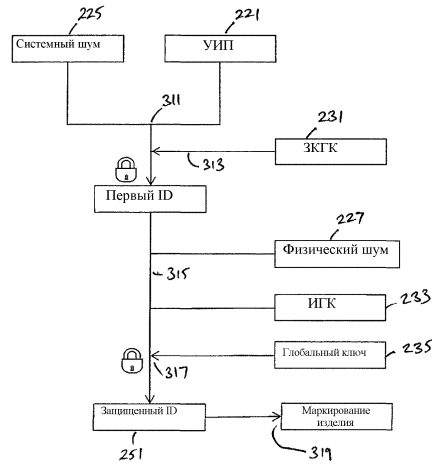 225
221
Системный шум
УИП
311
231
ЗКГК
313
Первый ID
227
Физический шум
315
ИГК
233
Глобальный ключ
235
317
Защищенный ID
Маркирование
изделия
251
319